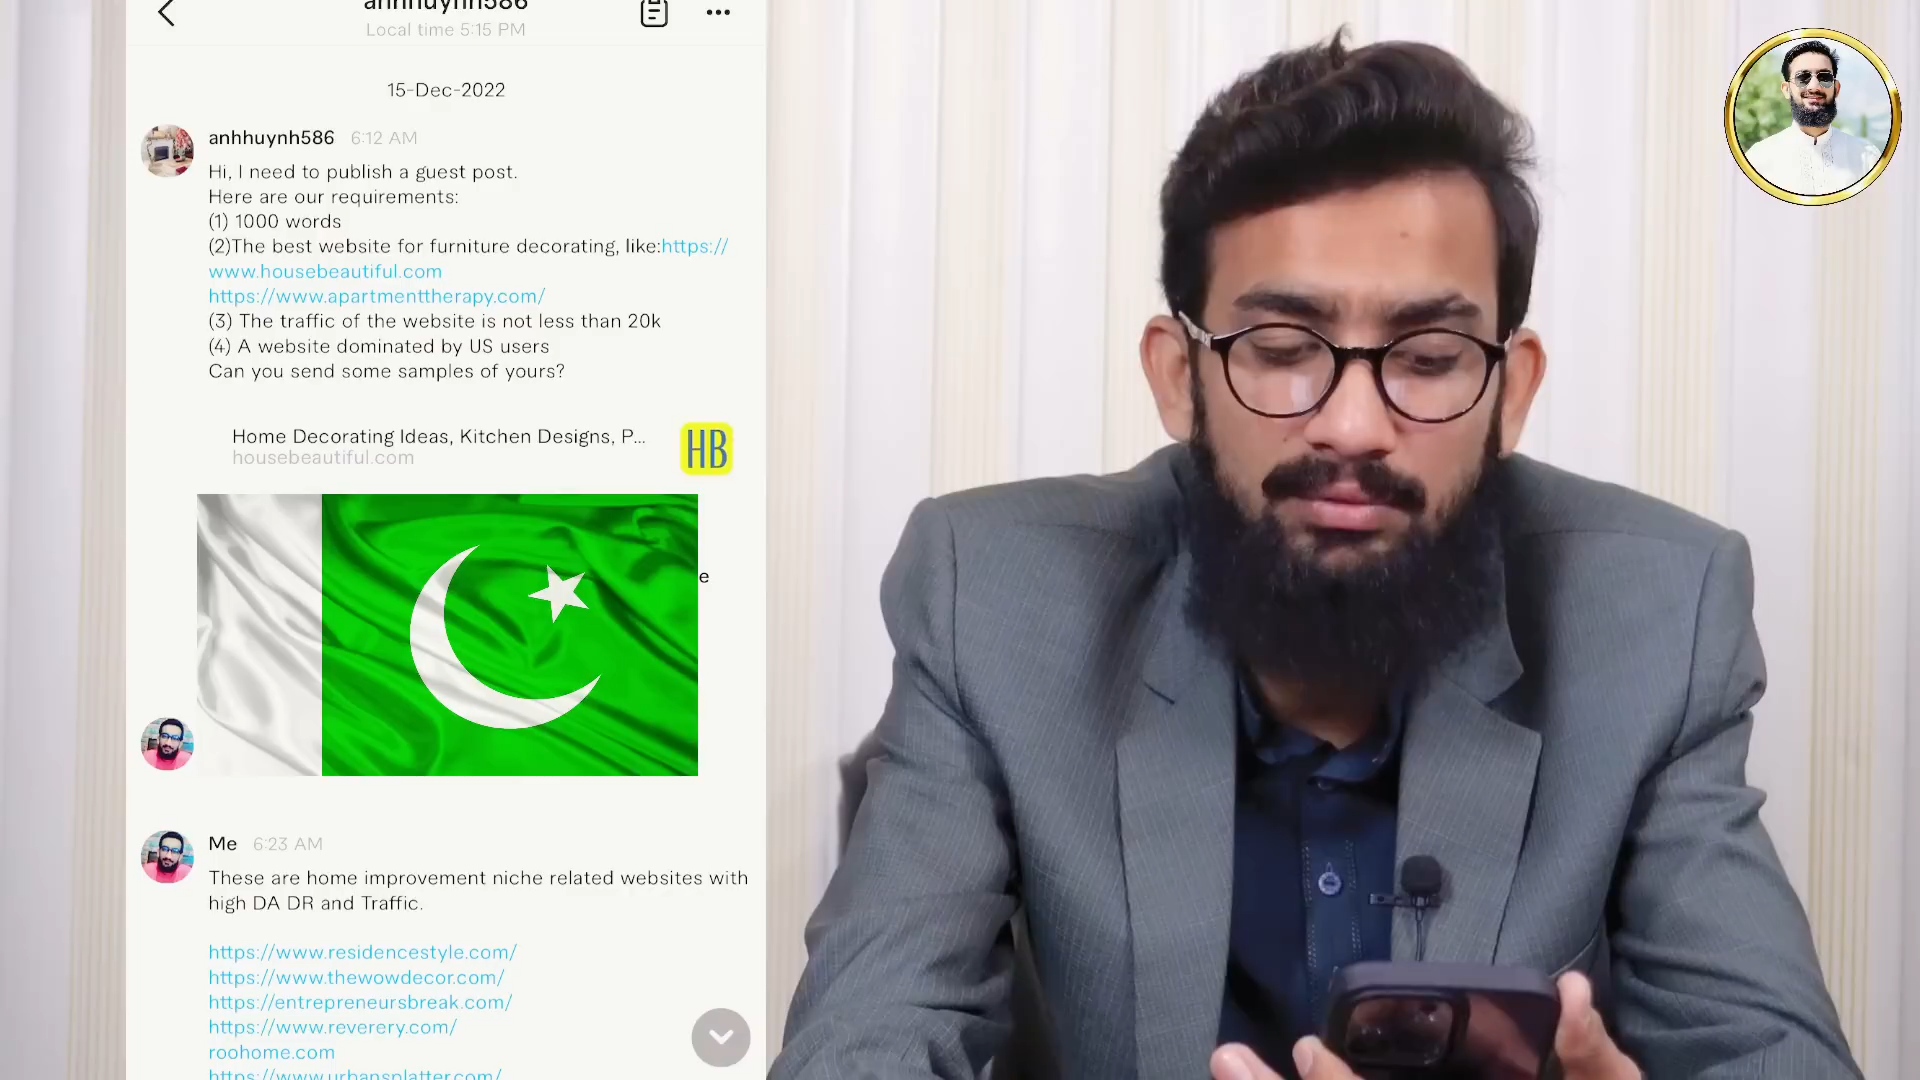 anhhuynh586
Local time 5:15 PM
15-Dec-2022
anhhuynh586 6:12 AM
Hi, I need to publish a guest post.
Here are our requirements:
(1) 1000 words
(2)The best website for furniture decorating, like:https://
www.housebeautiful.com
https://www.apartmenttherapy.com/
(3) The traffic of the website is not less than 20k
(4) A website dominated by US users
Can you send some samples of yours?
Home Decorating Ideas, Kitchen Designs, P...
housebeautiful.com
HB
e
Me 6:23 AM
These are home improvement niche related websites with
high DA DR and Traffic.
https://www.residencestyle.com/
https://www.thewowdecor.com/
https://entrepreneursbreak.com/
https://www.reverery.com/
roohome.com
https://www.urbansplatter.com/